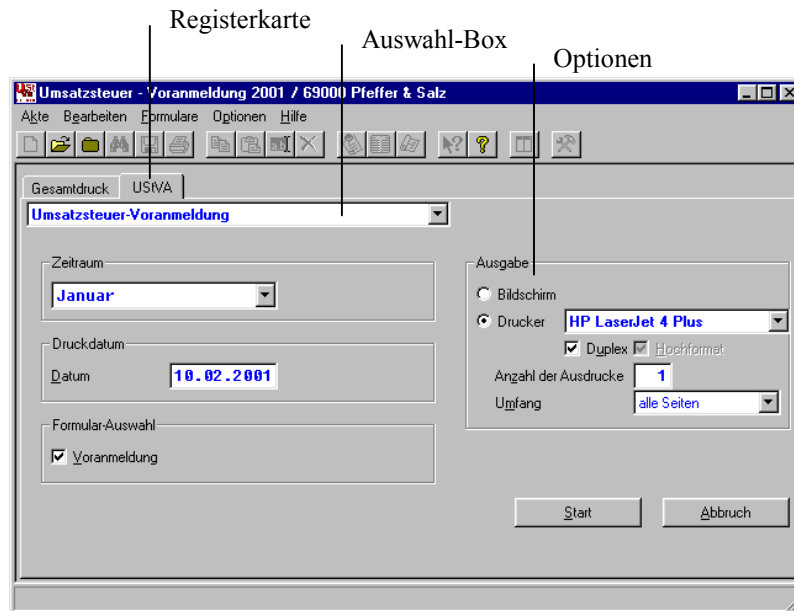 Registerkarte
Auswahl-Box
Optionen
Umsatzsteuer - Voranmeldung 2001 / 69000 Pfeffer & Salz
Akte Bearbeiten Formulare Optionen Hilfe
Gesamtdruck UStVA
Umsatzsteuer-Voranmeldung
Zeitraum
Januar
Druckdatum
Datum 10.02.2001
Formular-Auswahl
Voranmeldung
Ausgabe
Bildschirm
Drucker HP LaserJet 4 Plus
Duplex Hochformat
Anzahl der Ausdrucke 1
Umfang alle Seiten
Start Abbruch